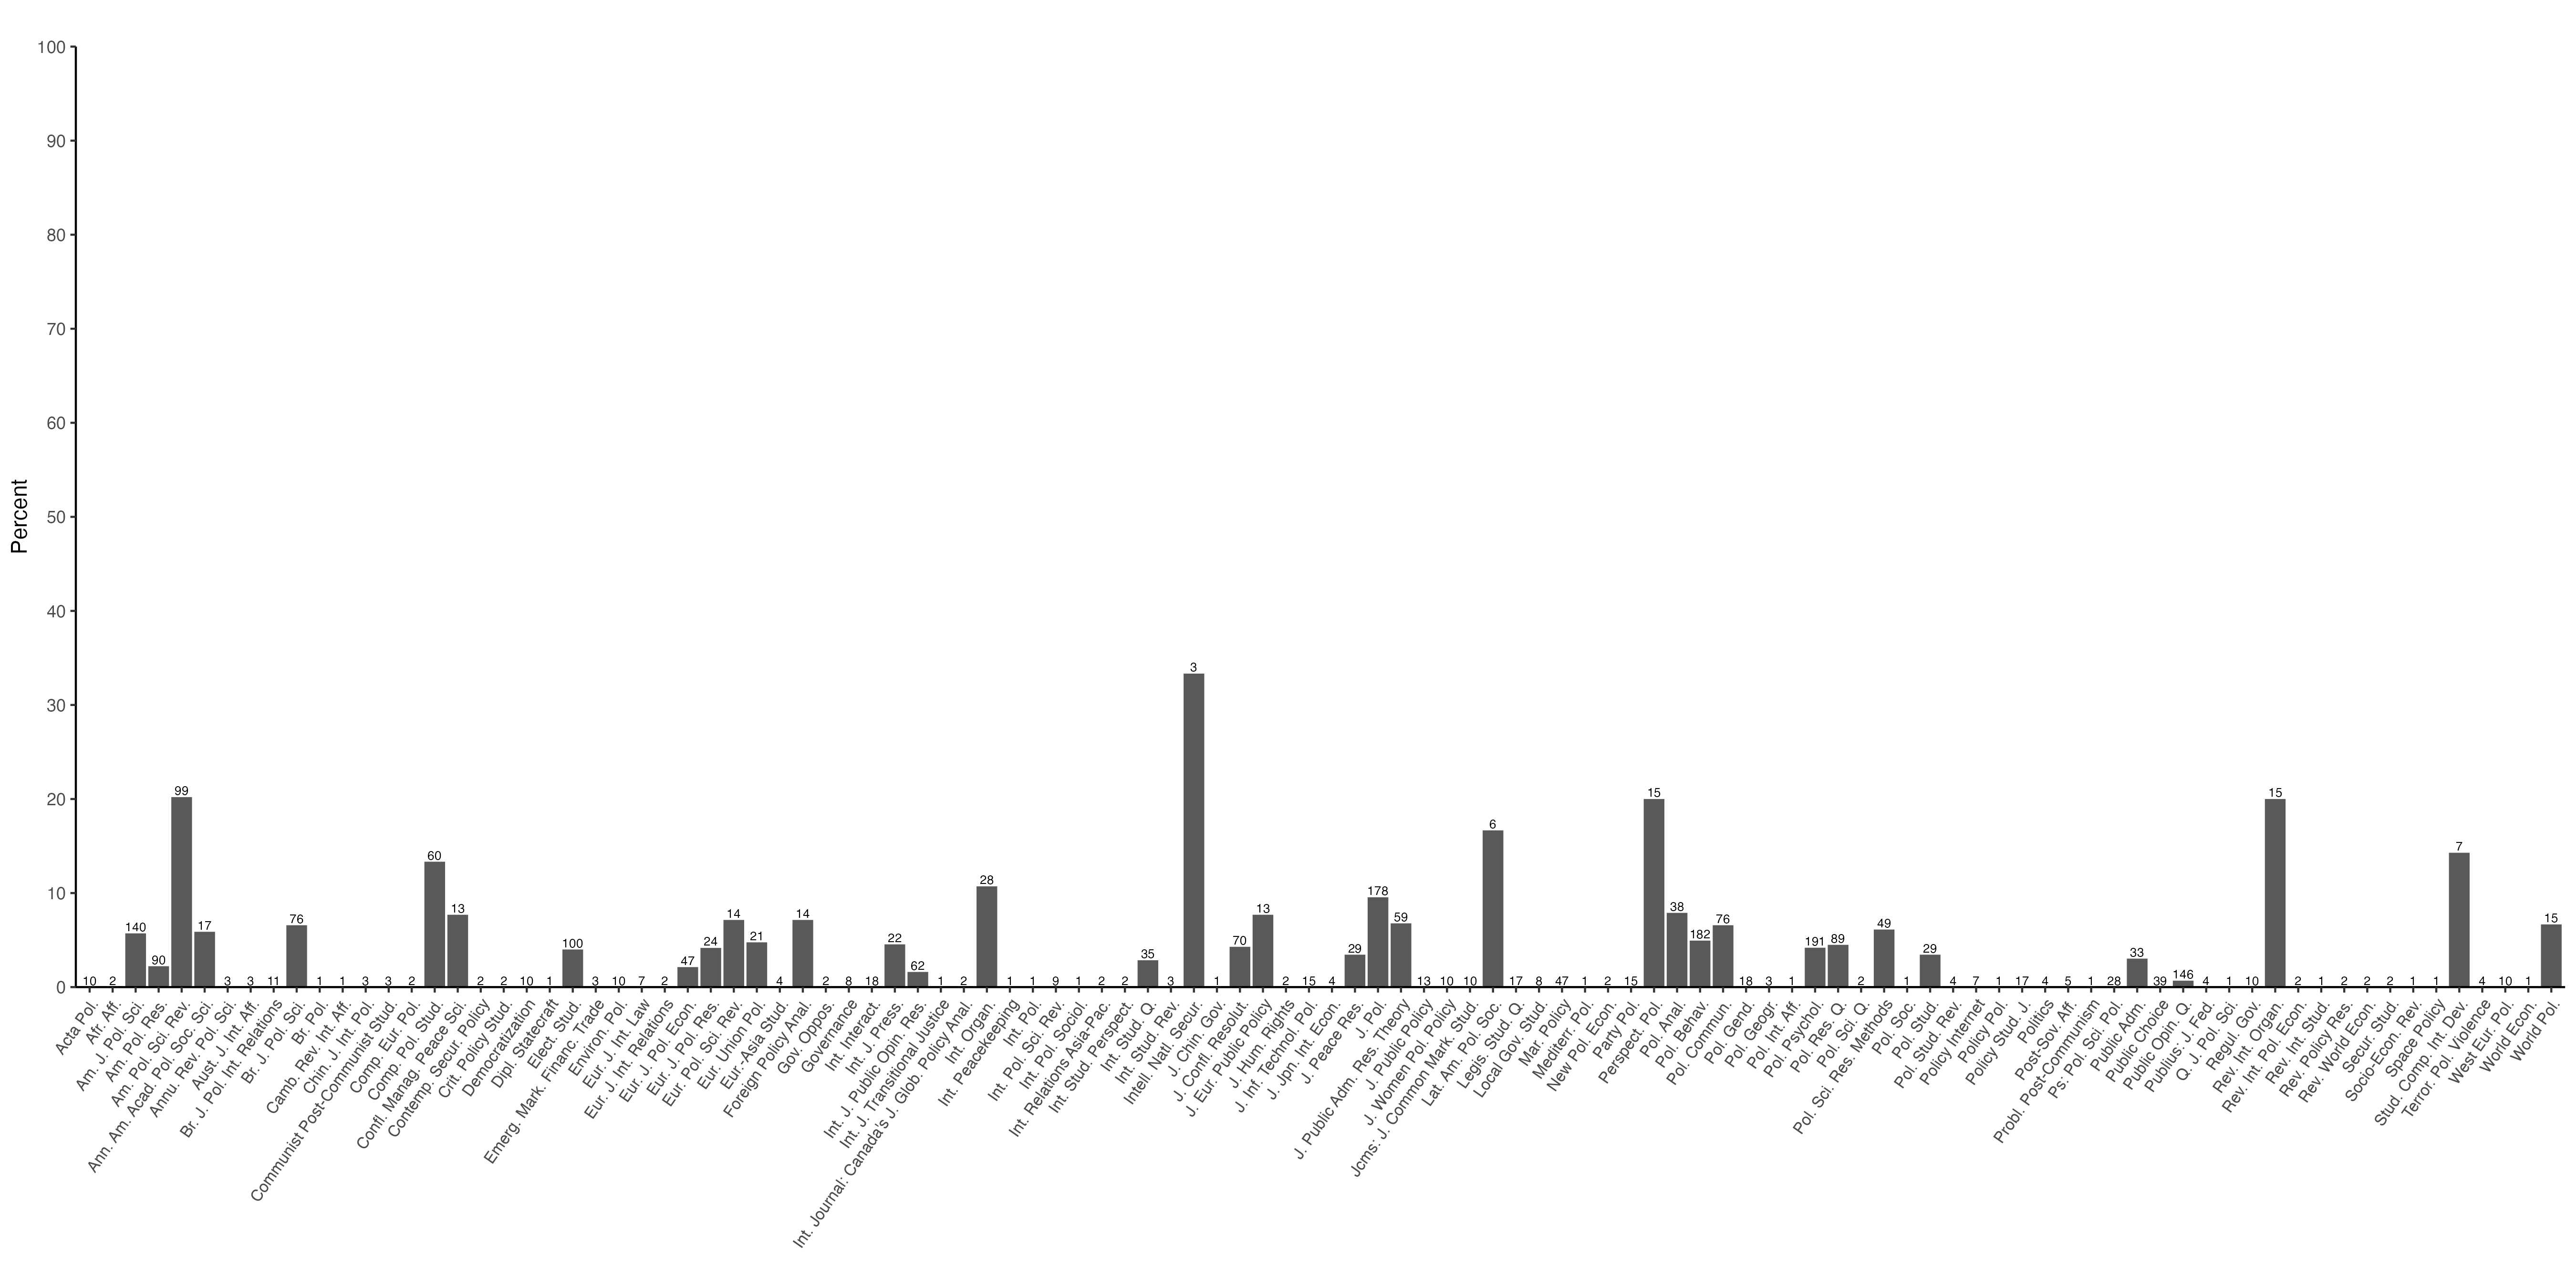 Percent
100
90
80
70
60
50
40
30
20
10
0
10 2 140 90 99 17 3 3 11 76 1 1 3 3 2 60 13 2 2 10 1 100 3 10 7 2 47 24 14 21 4 14 2 8 18 22 62 1 2 28 1 1 9 1 2 2 35 3 3 1 70 13 2 15 4 29 178 59 13 10 10 6 17 8 47 1 2 15 15 38 182 76 18 3 1 191 89 2 49 1 29 4 7 1 17 4 5 1 28 33 39 146 4 1 10 15 2 1 2 2 2 1 1 7 4 10 1 15
Acta Pol.
Afr. Aff.
Am. J. Pol. Sci.
Am. Pol. Res.
Am. Pol. Sci. Rev.
Ann. Am. Acad. Pol. Soc. Sci.
Annu. Rev. Pol. Sci.
Aust. J. Int. Aff.
Br. J. Pol. Int. Relations
Br. J. Pol. Sci.
Br. Pol.
Camb. Rev. Int. Aff.
Chin. J. Int. Pol.
Communist Post-Communist Stud.
Comp. Eur. Pol.
Comp. Pol. Stud.
Confl. Manag. Peace Sci.
Contemp. Secur. Policy
Crit. Policy Stud.
Democratization
Dipl. Statecraft
Elect. Stud.
Emerg. Mark. Financ. Trade
Environ. Pol.
Eur. J. Int. Law
Eur. J. Int. Relations
Eur. J. Pol. Econ.
Eur. J. Pol. Res.
Eur. Pol. Sci. Rev.
Eur. Union Pol.
Eur.-Asia Stud.
Foreign Policy Anal.
Gov. Oppos.
Governance
Int. Interact.
Int. J. Press.
Int. J. Public Opin. Res.
Int. J. Transitional Justice
Int. Journal: Canada's J. Glob. Policy Anal.
Int. Organ.
Int. Peacekeeping
Int. Pol.
Int. Pol. Sci. Rev.
Int. Pol. Sociol.
Int. Relations Asia-Pac.
Int. Stud. Perspect.
Int. Stud. Q.
Int. Stud. Rev.
Intell. Natl. Secur.
J. Chin. Gov.
J. Confl. Resolut.
J. Eur. Public Policy
J. Hum. Rights
J. Inf. Technol. Pol.
J. Jpn. Int. Econ.
J. Peace Res.
J. Pol.
J. Public Adm. Res. Theory
J. Public Policy
J. Women Pol. Policy
Jcms: J. Common Mark. Stud.
Lat. Am. Pol. Soc.
Legis. Stud. Q.
Local Gov. Stud.
Mar. Policy
Mediterr. Pol.
New Pol. Econ.
Party Pol.
Perspect. Pol.
Pol. Anal.
Pol. Behav.
Pol. Commun.
Pol. Gend.
Pol. Geogr.
Pol. Int. Aff.
Pol. Psychol.
Pol. Res. Q.
Pol. Sci. Q.
Pol. Sci. Res. Methods
Pol. Soc.
Pol. Stud.
Pol. Stud. Rev.
Policy Internet
Policy Pol.
Policy Stud. J.
Politics
Post-Sov. Aff.
Probl. Post-Communism
Ps: Pol. Sci. Pol.
Public Adm.
Public Choice
Public Opin. Q.
Publius: J. Fed.
Q. J. Pol. Sci.
Regul. Gov.
Rev. Int. Organ.
Rev. Int. Pol. Econ.
Rev. Int. Stud.
Rev. Policy Res.
Rev. World Econ.
Secur. Stud.
Socio-Econ. Rev.
Space Policy
Stud. Comp. Int. Dev.
Terror. Pol. Violence
West Eur. Pol.
World Econ.
World Pol.